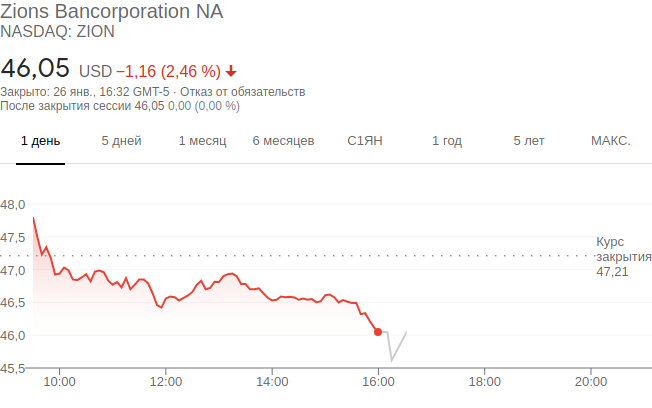 Zions Bancorporation NA
NASDAQ: ZION
46,05 USD −1,16 (2,46 %)
Закрыто: 26 янв., 16:32 GMT-5 · Отказ от обязательств
После закрытия сессии 46,05 0,00 (0,00 %)
1 день 5 дней 1 месяц 6 месяцев С1ЯН 1 год 5 лет МАКС.
48,0
47,5
Курс
закрытия
47,21
47,0
46,5
46,0
45,5
10:00 12:00 14:00 16:00 18:00 20:00